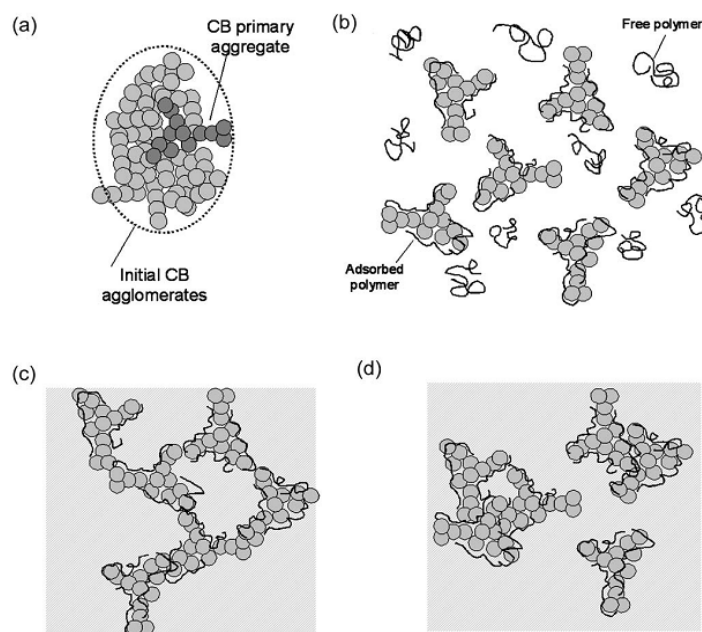 (a)
CB primary
aggregate
Initial CB
agglomerates
(b)
Free polymer
Adsorbed
polymer
(c)
(d)